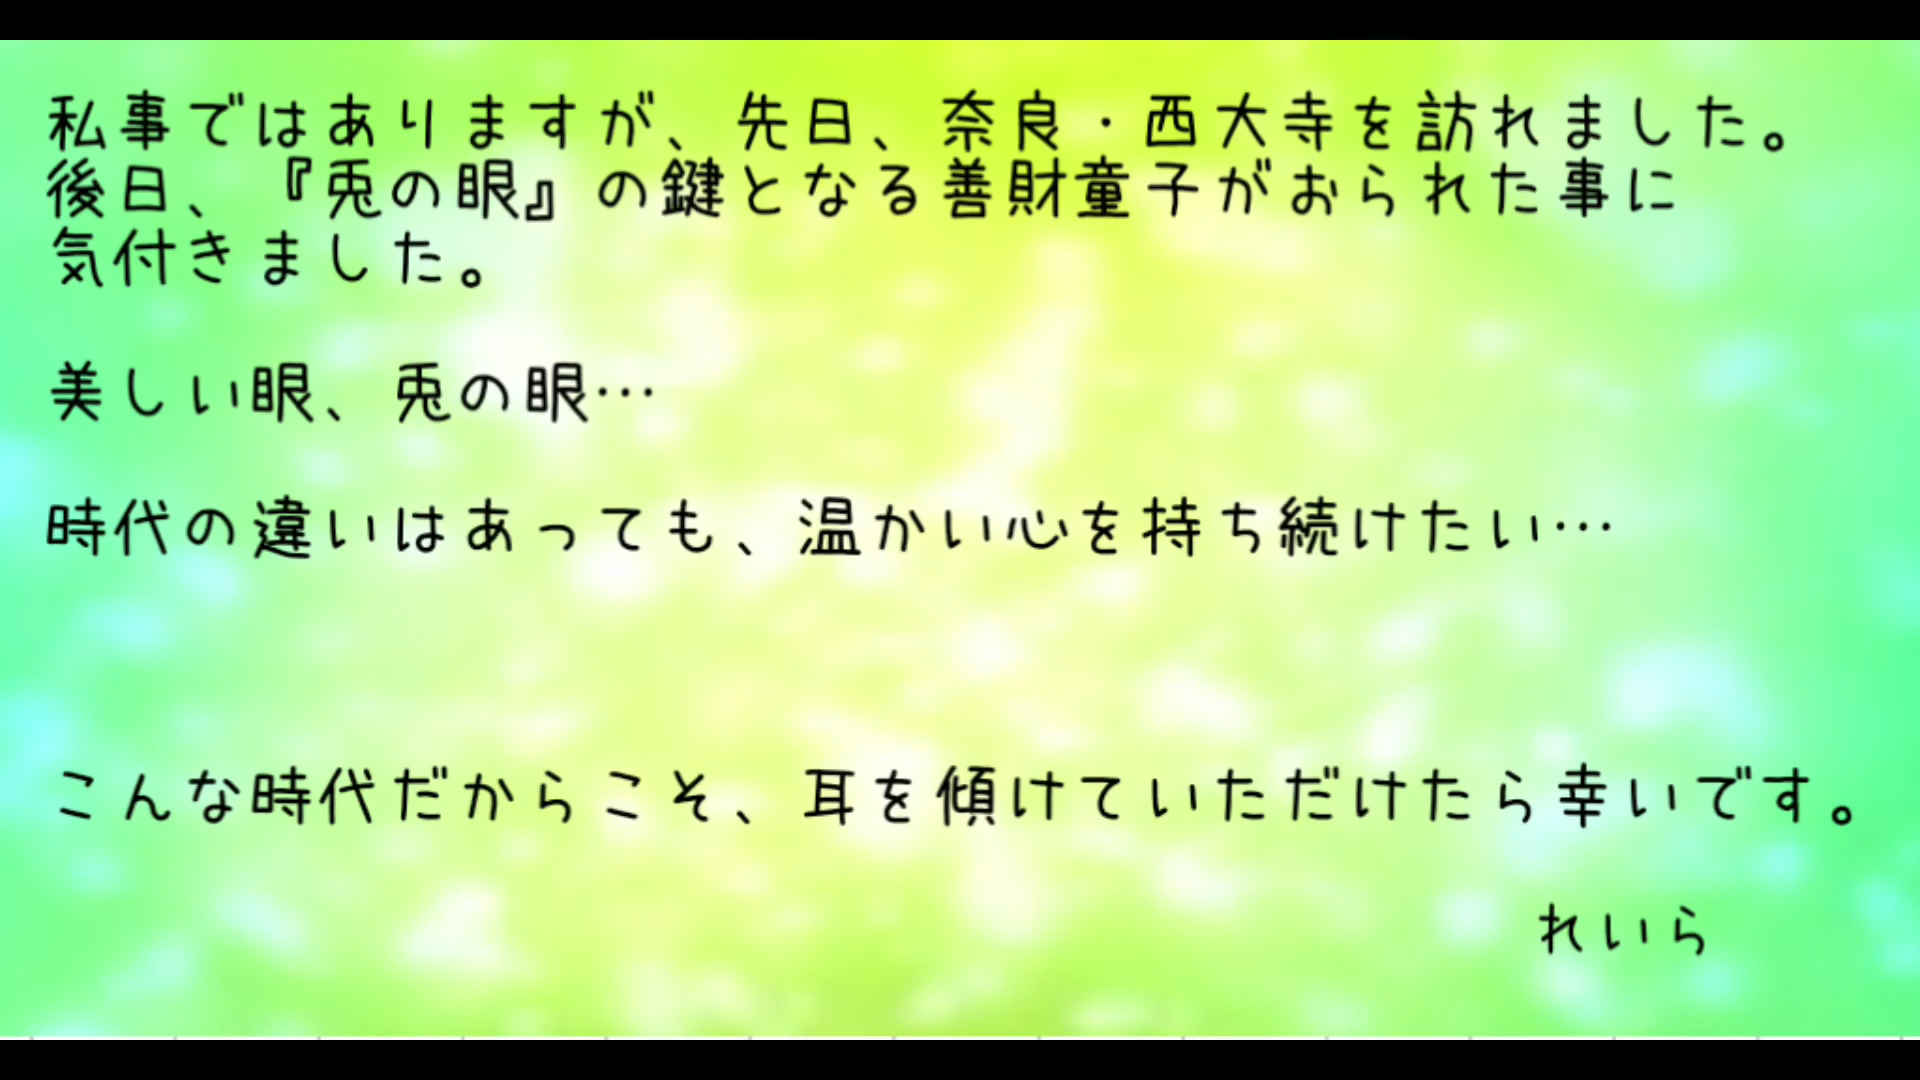 私事ではありますが、先日、奈良・西大寺を訪れました。
後日、『兎の眼』の鍵となる善財童子がおられた事に
気付きました。
美しい眼、兎の眼…
時代の違いはあっても、温かい心を持ち続けたい…
こんな時代だからこそ、耳を傾けていただけたら幸いです。
れいら